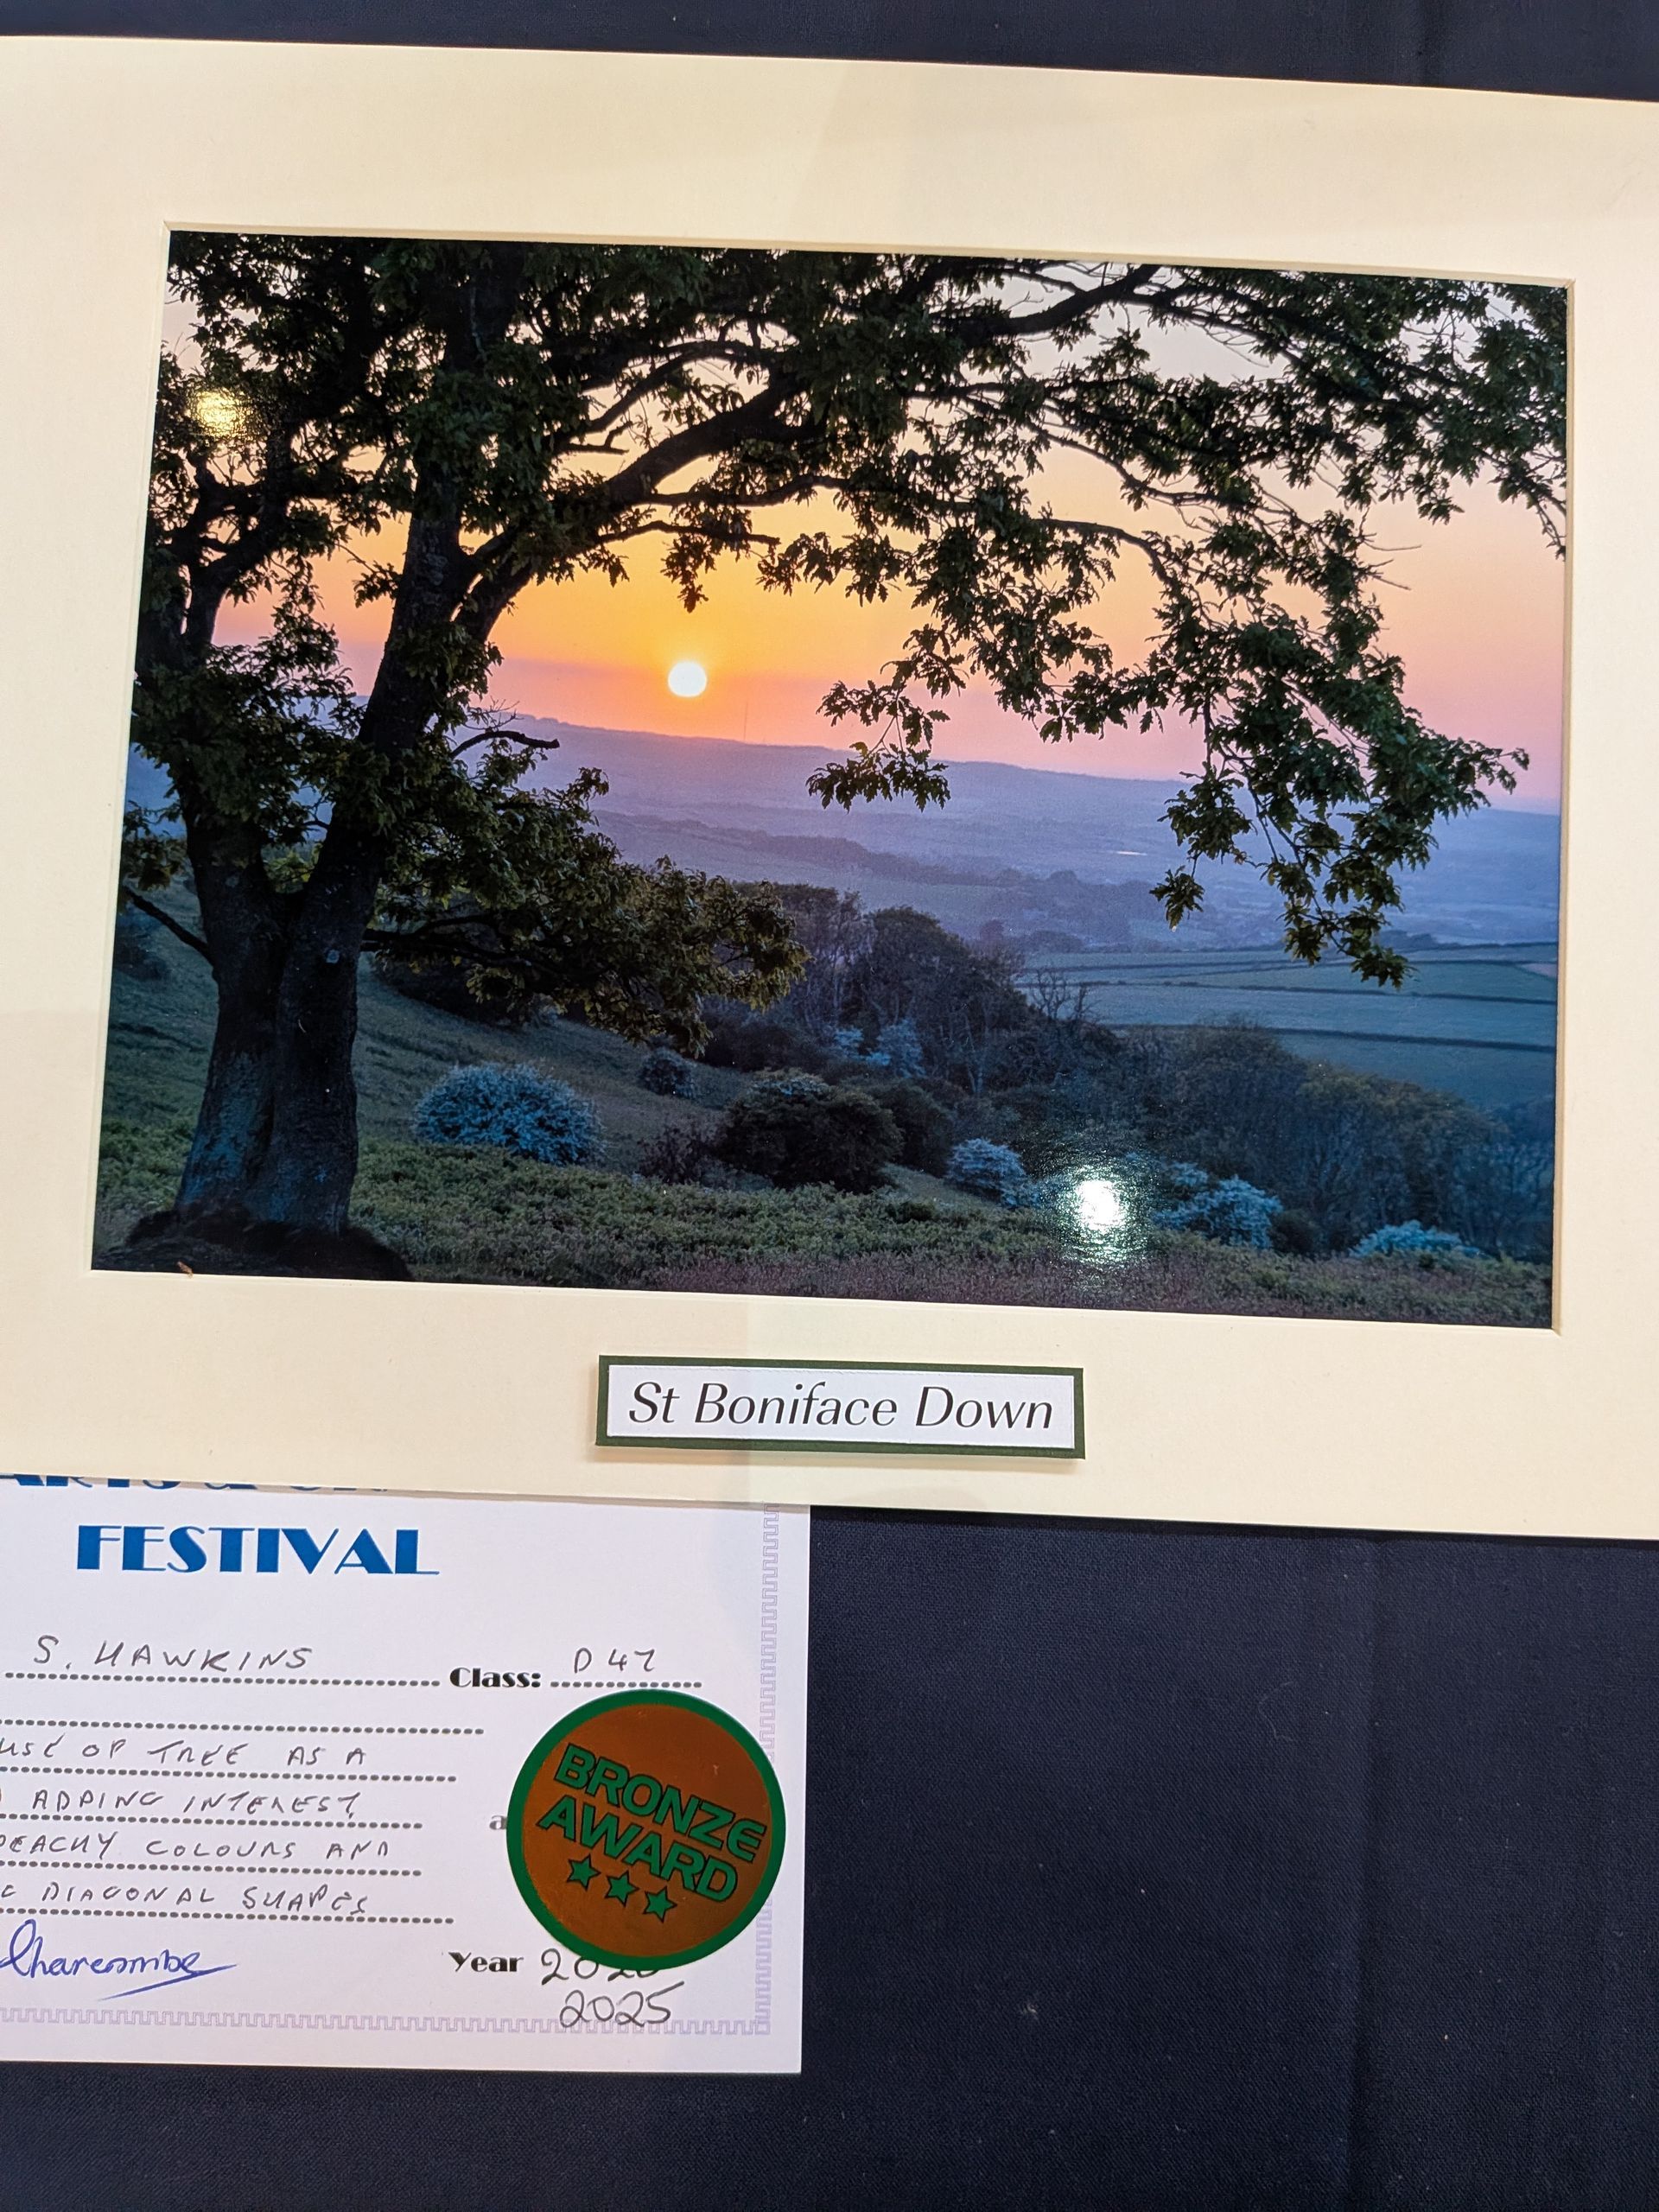 St Boniface Down
FESTIVAL
S. HAWKINS Class: D47
USE OF TREE AS A
ADDING INTEREST,
PEACHY COLOURS AND
DIAGONAL SHAPES
BRONZE
AWARD
Year
2025